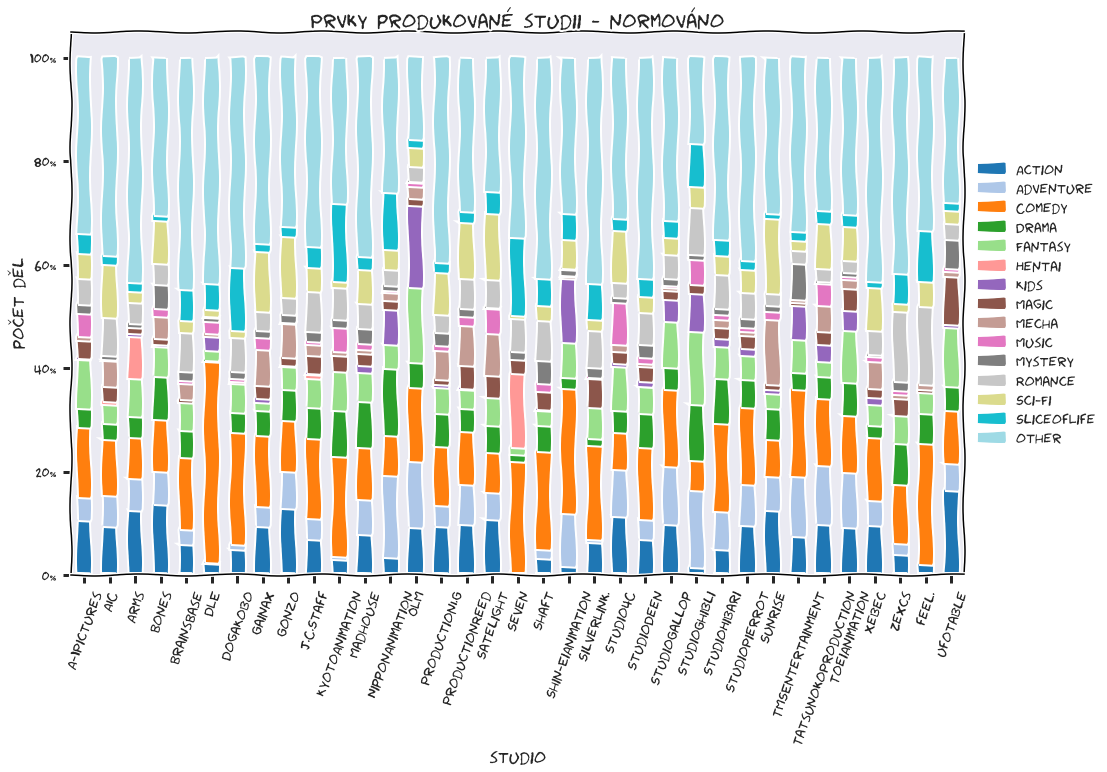 PRVKY PRODUKOVANÉ STUDII - NORMOVÁNO
100%
80%
60%
40%
20%
0%
POČET DĚL
ACTION
ADVENTURE
COMEDY
DRAMA
FANTASY
HENTAI
KIDS
MAGIC
MECHA
MUSIC
MYSTERY
ROMANCE
SCI-FI
SLICEOFLIFE
OTHER
A-1PICTURES
AIC
ARMS
BONES
BRAINSBASE
DLE
DOGAKOBO
GAINAX
GONZO
J.C.STAFF
KYOTOANIMATION
MADHOUSE
NIPPONANIMATION
OLM
PRODUCTIONI.G
PRODUCTIONREED
SATELIGHT
SEVEN
SHAFT
SHIN-EIANIMATION
SILVERLINK.
STUDIO4C
STUDIODEEN
STUDIOGALLOP
STUDIOGHIBLI
STUDIOHIBARI
STUDIOPIERROT
SUNRISE
TMSENTERTAINMENT
TATSUNOKOPRODUCTION
TOEIANIMATION
XEBEC
ZEXCS
FEEL.
UFOTABLE
STUDIO